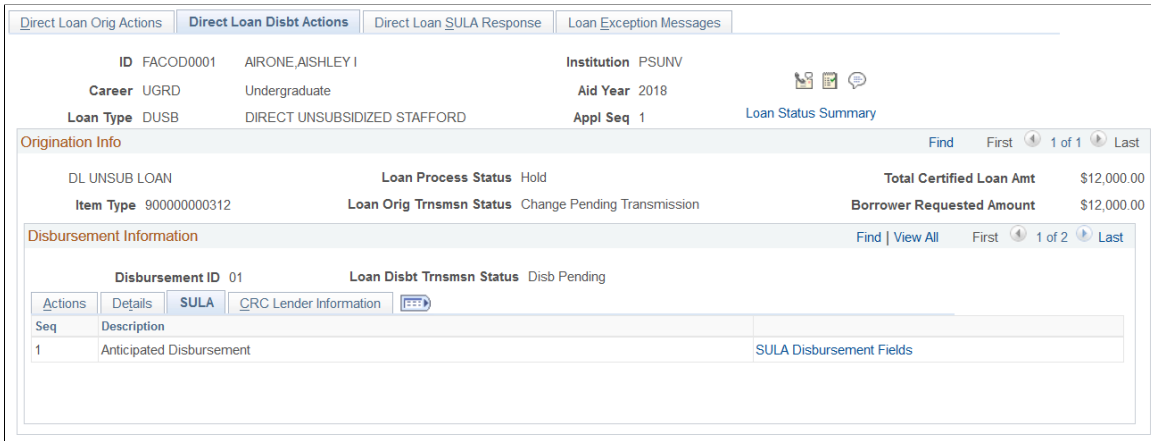 Direct Loan Orig Actions Direct Loan Disbt Actions Direct Loan SULA Response Loan Exception Messages
ID FACOD0001 AIRONE,AISHLEY I Institution PSUNV
Career UGRD Undergraduate Aid Year 2018
Loan Type DUSB DIRECT UNSUBSIDIZED STAFFORD Appl Seq 1 Loan Status Summary
Origination Info Find First 1 of 1 Last
DL UNSUB LOAN Loan Process Status Hold Total Certified Loan Amt $12,000.00
Item Type 900000000312 Loan Orig Trnsmsn Status Change Pending Transmission Borrower Requested Amount $12,000.00
Disbursement Information Find | View All First 1 of 2 Last
Disbursement ID 01 Loan Disbt Trnsmsn Status Disb Pending
Actions Details SULA CRC Lender Information
Seq Description
1 Anticipated Disbursement SULA Disbursement Fields